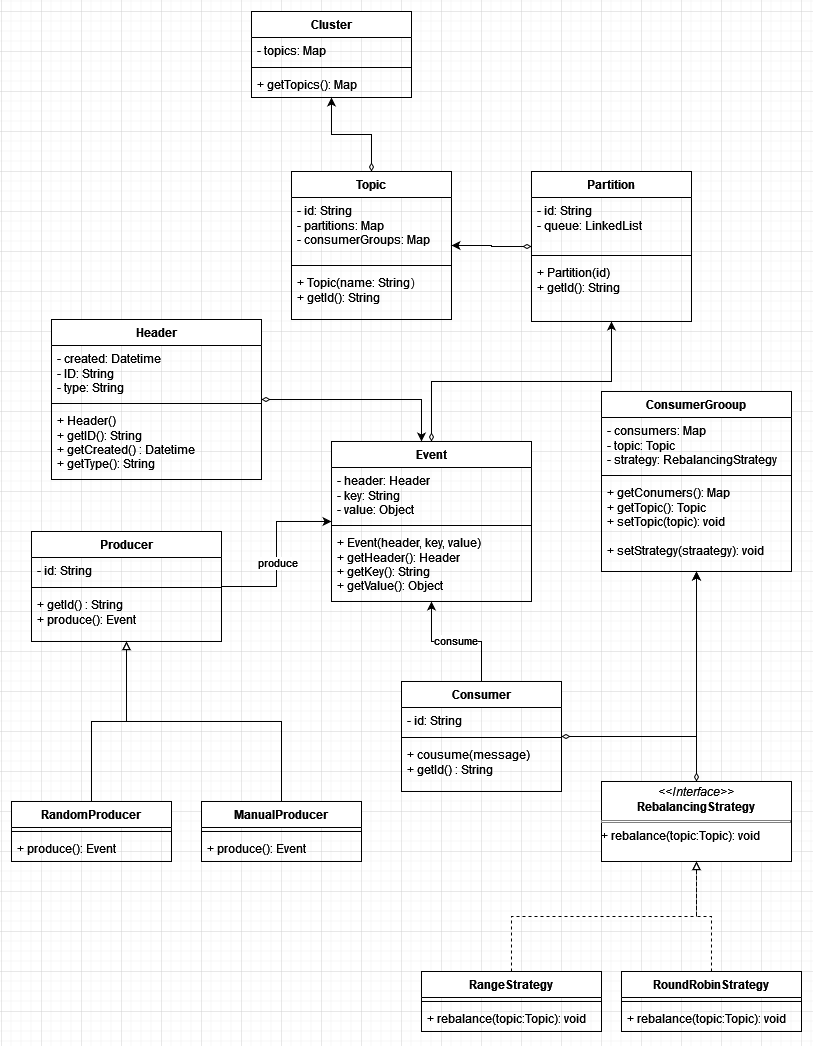 Cluster
- topics: Map
+ getTopics(): Map
Topic
- id: String
- partitions: Map
- consumerGroups: Map
+ Topic(name: String)
+ getId(): String
Partition
- id: String
- queue: LinkedList
+ Partition(id)
+ getId(): String
Header
- created: Datetime
- ID: String
- type: String
+ Header()
+ getID(): String
+ getCreated() : Datetime
+ getType(): String
ConsumerGrooup
- consumers: Map
- topic: Topic
- strategy: RebalancingStrategy
+ getConumers(): Map
+ getTopic(): Topic
+ setTopic(topic): void
+ setStrategy(straategy): void
Event
- header: Header
- key: String
- value: Object
+ Event(header, key, value)
+ getHeader(): Header
+ getKey(): String
+ getValue(): Object
Producer
- id: String
+ getId() : String
+ produce(): Event
produce
consume
Consumer
- id: String
+ cousume(message)
+ getId() : String
<<Interface>>
RebalancingStrategy
+ rebalance(topic:Topic): void
RandomProducer
+ produce(): Event
ManualProducer
+ produce(): Event
RangeStrategy
+ rebalance(topic:Topic): void
RoundRobinStrategy
+ rebalance(topic:Topic): void